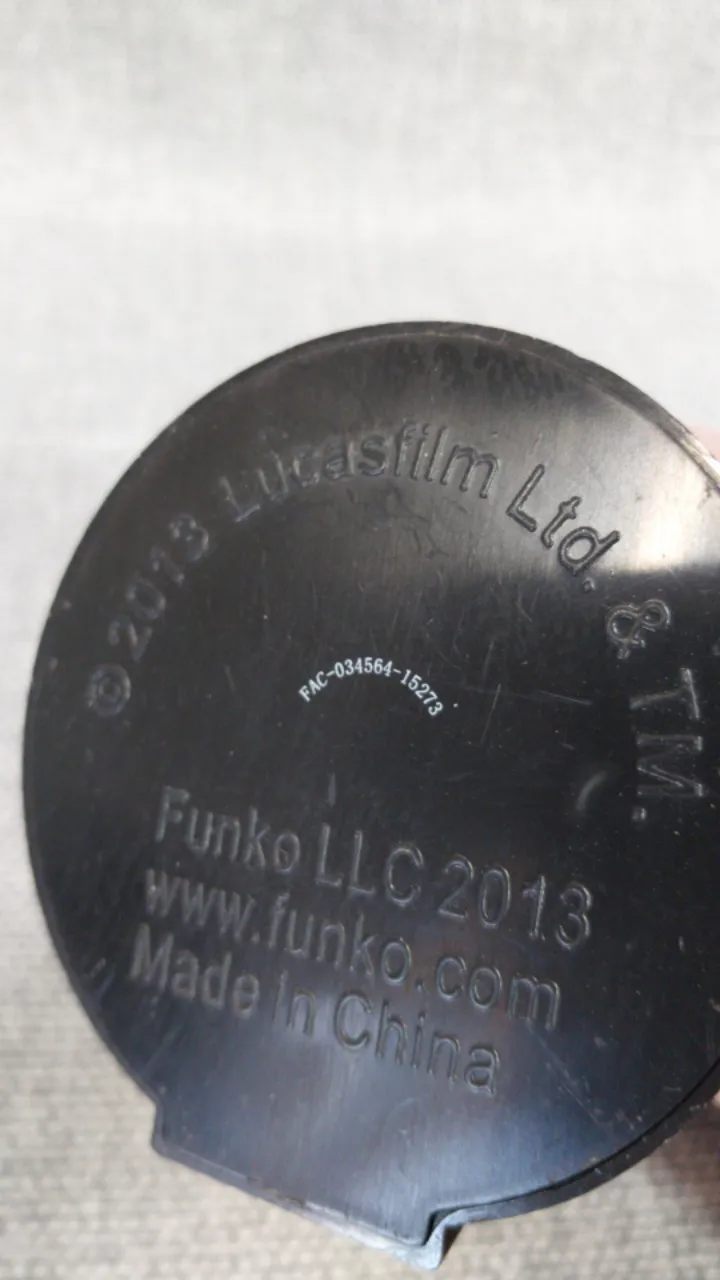 © 2013 Lucasfilm Ltd. & TM.
FAC-034564-15273
Funko LLC 2013
www.funko.com
Made in China